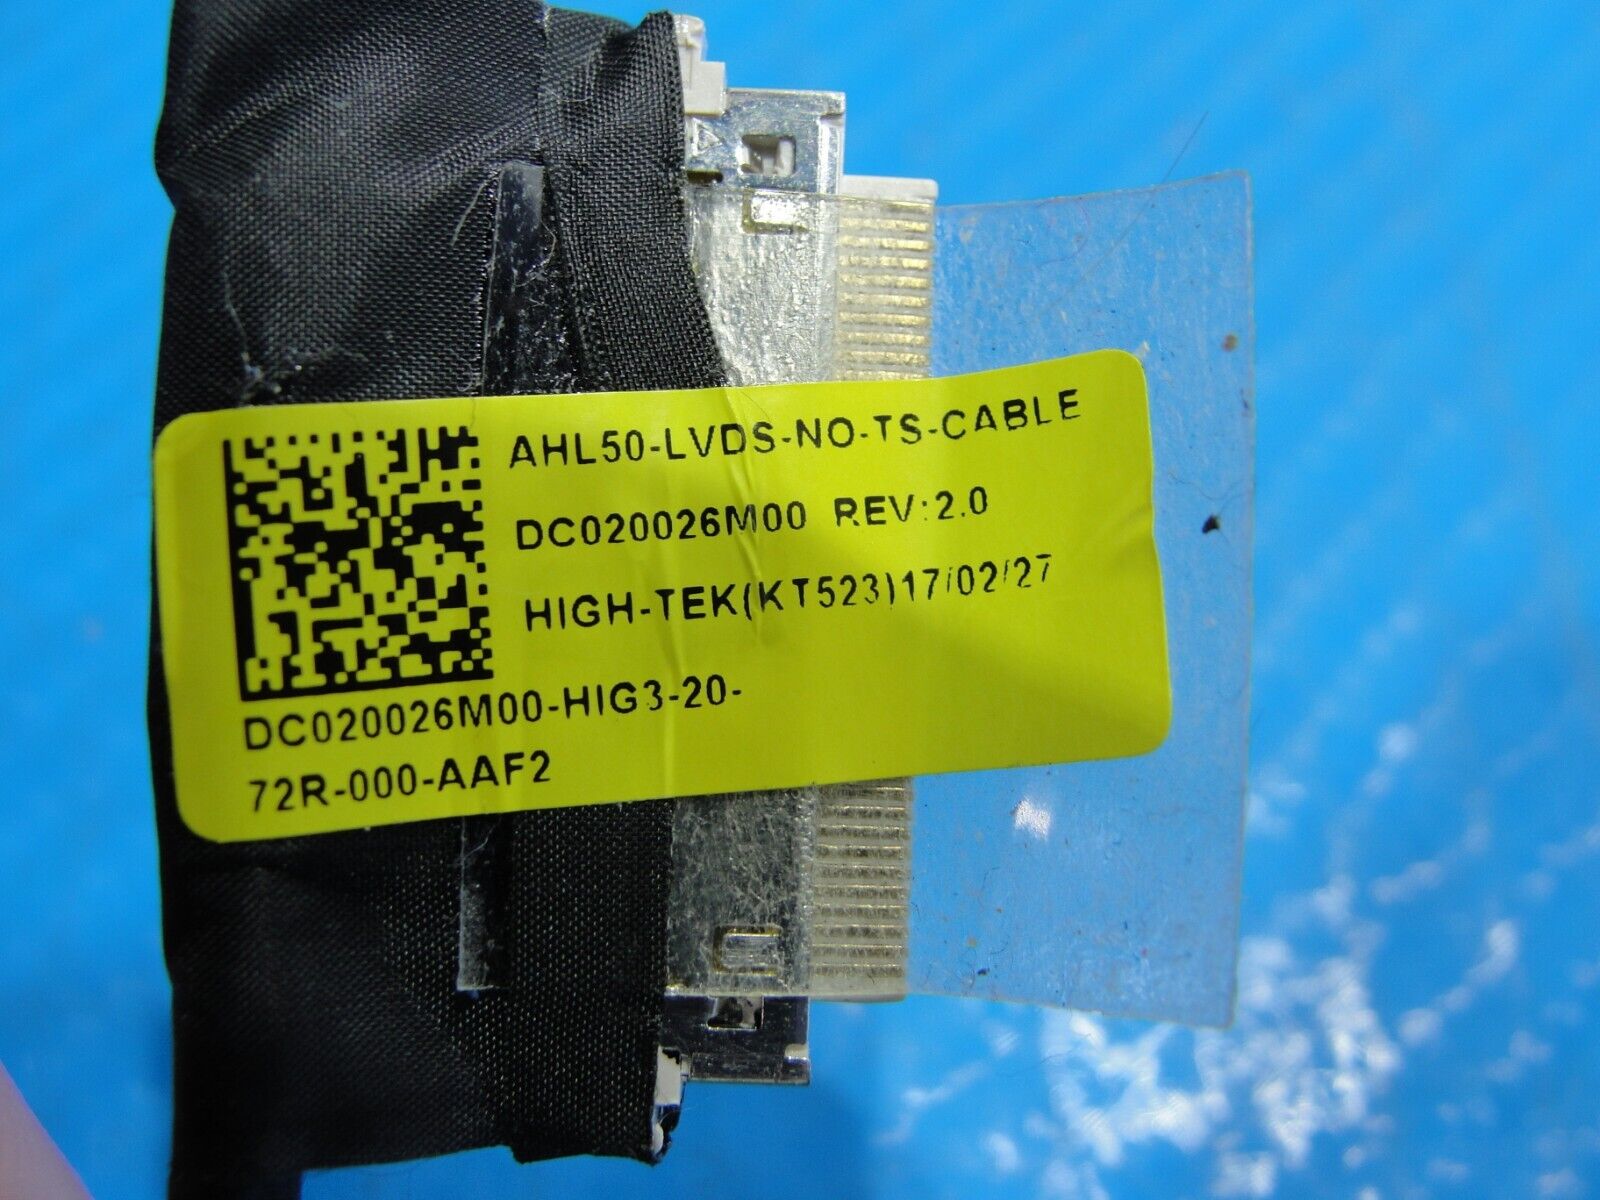 AHL50-LVDS-NO-TS-CABLE
DC020026M00 REV:2.0
HIGH-TEK(KT523)17/02/27
DC020026M00-HIG3-20-
72R-000-AAF2